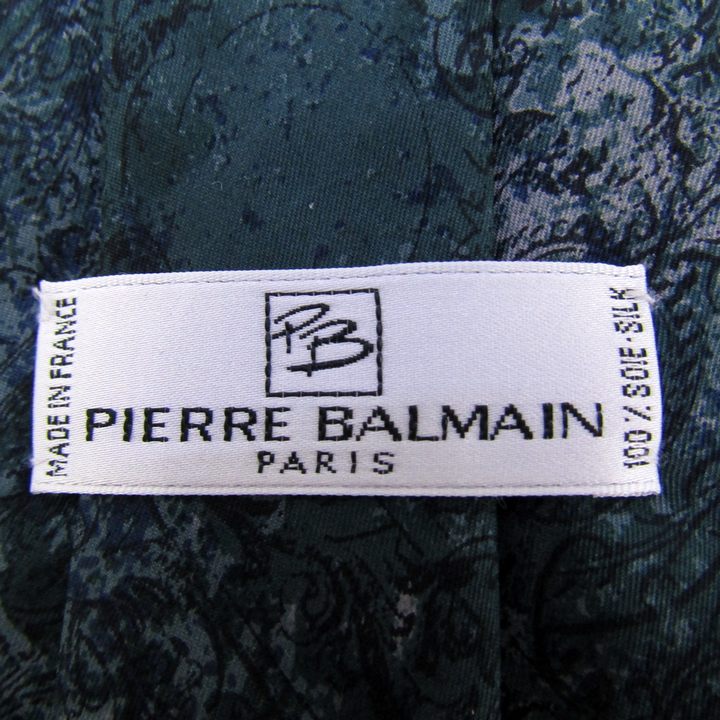 MADE IN FRANCE
PB
PIERRE BALMAIN
PARIS
100 % SOIE · SILK